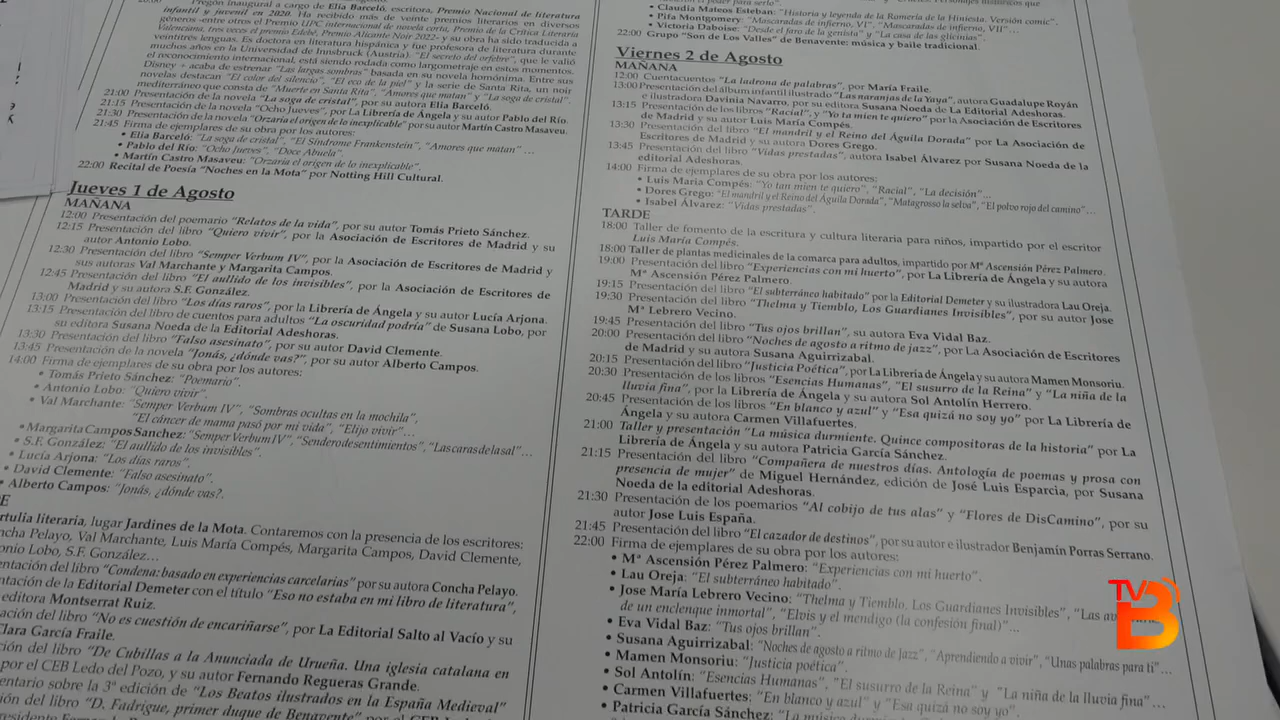 Pregón inaugural a cargo de Elia Barceló, escritora, Premio Nacional de literatura
infantil y juvenil en 2020. Ha recibido más de veinte premios literarios en diversos
géneros -entre otros el Premio UPC internacional de novela corta, Premio de la Crítica Literaria
Valenciana, tres veces el premio Edebé, Premio Alicante Noir 2022- y su obra ha sido traducida a
veintitrés lenguas. Es doctora en literatura hispánica y fue profesora de literatura durante
muchos años en la Universidad de Innsbruck (Austria). "El secreto del orfebre", que le valió
el reconocimiento internacional, está siendo rodada como largometraje en estos momentos.
Disney + acaba de estrenar "Las largas sombras" basada en su novela homónima. Entre sus
novelas destacan "El color del silencio", "El eco de la piel" y la serie de Santa Rita, un noir
mediterráneo que consta de "Muerte en Santa Rita", "Amores que matan" y "La soga de cristal".
21:00 Presentación de la novela "La soga de cristal", por su autora Elia Barceló.
21:15 Presentación de la novela "Ocho Jueves", por La Librería de Ángela y su autor Pablo del Río.
21:30 Presentación de la novela "Orzaria el origen de lo inexplicable" por su autor Martín Castro Masaveu.
21:45 Firma de ejemplares de su obra por los autores:
• Elia Barceló: "La soga de cristal", "El Síndrome Frankenstein", "Amores que matan" ...
• Pablo del Río: "Ocho Jueves", "Doce Abuela".
• Martín Castro Masaveu: "Orzaria el origen de lo inexplicable".
22:00 Recital de Poesía "Noches en la Mota" por Notting Hill Cultural.
Jueves 1 de Agosto
MAÑANA
12:00 Presentación del poemario "Relatos de la vida", por su autor Tomás Prieto Sánchez.
12:15 Presentación del libro "Quiero vivir", por la Asociación de Escritores de Madrid y su
autor Antonio Lobo.
12:30 Presentación del libro "Semper Verbum IV", por la Asociación de Escritores de Madrid y
sus autoras Val Marchante y Margarita Campos.
12:45 Presentación del libro "El aullido de los invisibles", por la Asociación de Escritores de
Madrid y su autora S.F. González.
13:00 Presentación del libro "Los días raros", por la Librería de Ángela y su autor Lucía Arjona.
13:15 Presentación del libro de cuentos para adultos "La oscuridad podría" de Susana Lobo, por
su editora Susana Noeda de la Editorial Adeshoras.
13:30 Presentación del libro "Falso asesinato", por su autor David Clemente.
13:45 Presentación de la novela "Jonás, ¿dónde vas?", por su autor Alberto Campos.
14:00 Firma de ejemplares de su obra por los autores:
• Tomás Prieto Sánchez: "Poemario".
• Antonio Lobo: "Quiero vivir".
• Val Marchante: "Semper Verbum IV", "Sombras ocultas en la mochila",
"El cáncer de mama pasó por mi vida", "Elijo vivir"...
• Margarita Campos Sanchez: "Semper Verbum IV", "Sendero de sentimientos", "Las caras de la sal"...
• S.F. González: "El aullido de los invisibles".
• Lucía Arjona: "Los días raros".
• David Clemente: "Falso asesinato".
• Alberto Campos: "Jonás, ¿dónde vas?.
lugar Jardines de la Mota. Contaremos con la presencia de los escritores:
Pelayo, Val Marchante, Luis María Compés, Margarita Campos, David Clemente,
Lobo, S.F. González...
del libro "Condena: basado en experiencias carcelarias" por su autora Concha Pelayo.
de la Editorial Demeter con el título "Eso no estaba en mi libro de literatura",
editora Montserrat Ruiz.
del libro "No es cuestión de encariñarse", por La Editorial Salto al Vacío y su
Clara García Fraile.
del libro "De Cubillas a la Anunciada de Urueña. Una iglesia catalana en
por el CEB Ledo del Pozo, y su autor Fernando Regueras Grande.
sobre la 3ª edición de "Los Beatos ilustrados en la España Medieval"
del libro "D. Fadrique, primer duque de Benavente" por el CEB
• Claudia Mateos Esteban: "Historia y leyenda de la Romería de la Hiniesta. Versión comic".
• Pita Montgomery: "Mascaradas de infierno, VI", "Mascaradas de infierno, VII"...
• Victoria Daboise: "Desde el faro de la genista" y "La casa de las glicinias".
22:00 Grupo "Son de Los Valles" de Benavente: música y baile tradicional.
Viernes 2 de Agosto
MAÑANA
12:00 Cuentacuentos "La ladrona de palabras", por María Fraile.
13:00 Presentación del álbum infantil ilustrado "Las naranjas de la Yaya", autora Guadalupe Royán
e ilustradora Davinia Navarro, por su editora Susana Noeda de La Editorial Adeshoras.
13:15 Presentación de los libros "Racial", y "Yo ta mien te quiero" por la Asociación de Escritores
de Madrid y su autor Luis María Compés.
13:30 Presentación del libro "El mandril y el Reino del Águila Dorada" por La Asociación de
Escritores de Madrid y su autora Dores Grego.
13:45 Presentación del libro "Vidas prestadas", autora Isabel Álvarez por Susana Noeda de la
editorial Adeshoras.
14:00 Firma de ejemplares de su obra por los autores:
• Luis Maria Compés: "Yo tan mien te quiero", "Racial", "La decisión"...
• Dores Grego: "El mandril y el Reino del Águila Dorada", "Matagrosso la selva", "El polvo rojo del camino"...
• Isabel Álvarez: "Vidas prestadas".
TARDE
18:00 Taller de fomento de la escritura y cultura literaria para niños, impartido por el escritor
Luís María Compés.
18:00 Taller de plantas medicinales de la comarca para adultos, impartido por Mª Ascensión Pérez Palmero.
19:00 Presentación del libro "Experiencias con mi huerto", por La Librería de Ángela y su autora
Mª Ascensión Pérez Palmero.
19:15 Presentación del libro "El subterráneo habitado" por la Editorial Demeter y su ilustradora Lau Oreja.
19:30 Presentación del libro "Thelma y Tiemblo, Los Guardianes Invisibles", por su autor Jose
Mª Lebrero Vecino.
19:45 Presentación del libro "Tus ojos brillan", su autora Eva Vidal Baz.
20:00 Presentación del libro "Noches de agosto a ritmo de jazz", por La Asociación de Escritores
de Madrid y su autora Susana Aguirrizabal.
20:15 Presentación del libro "Justicia Poética", por La Librería de Ángela y su autora Mamen Monsoriu.
20:30 Presentación de los libros "Esencias Humanas", "El susurro de la Reina" y "La niña de la
lluvia fina", por la Librería de Ángela y su autora Sol Antolín Herrero.
20:45 Presentación de los libros "En blanco y azul" y "Esa quizá no soy yo" por La Librería de
Ángela y su autora Carmen Villafuertes.
21:00 Taller y presentación "La música durmiente. Quince compositoras de la historia" por La
Librería de Ángela y su autora Patricia García Sánchez.
21:15 Presentación del libro "Compañera de nuestros días. Antología de poemas y prosa con
presencia de mujer" de Miguel Hernández, edición de José Luis Esparcia, por Susana
Noeda de la editorial Adeshoras.
21:30 Presentación de los poemarios "Al cobijo de tus alas" y "Flores de DisCamino", por su
autor Jose Luis España.
21:45 Presentación del libro "El cazador de destinos", por su autor e ilustrador Benjamín Porras Serrano.
22:00 Firma de ejemplares de su obra por los autores:
• Mª Ascensión Pérez Palmero: "Experiencias con mi huerto".
• Lau Oreja: "El subterráneo habitado".
• Jose María Lebrero Vecino: "Thelma y Tiemblo, Los Guardianes Invisibles", "Las
de un enclenque inmortal", "Elvis y el mendigo (la confesión final)"...
• Eva Vidal Baz: "Tus ojos brillan".
• Susana Aguirrizabal: "Noches de agosto a ritmo de Jazz", "Aprendiendo a vivir", "Unas palabras para ti"...
• Mamen Monsoriu: "Justicia poética".
• Sol Antolín: "Esencias Humanas", "El susurro de la Reina" y "La niña de la lluvia fina"...
• Carmen Villafuertes: "En blanco y azul" y "Esa quizá no soy yo".
• Patricia García Sánchez: "La música
TVB